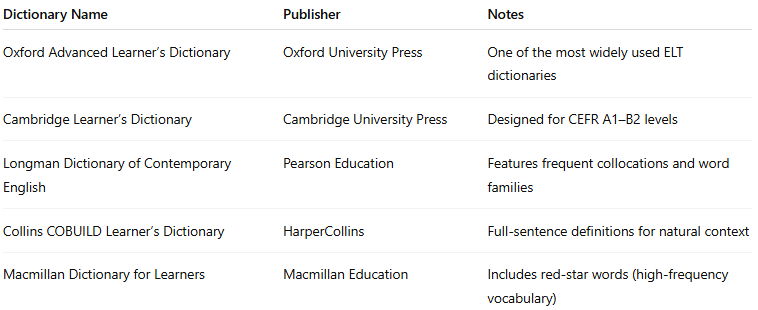 Dictionary Name Publisher Notes
Oxford Advanced Learner’s Dictionary Oxford University Press One of the most widely used ELT
dictionaries
Cambridge Learner’s Dictionary Cambridge University Press Designed for CEFR A1–B2 levels
Longman Dictionary of Contemporary Pearson Education Features frequent collocations and word
English families
Collins COBUILD Learner’s Dictionary HarperCollins Full-sentence definitions for natural context
Macmillan Dictionary for Learners Macmillan Education Includes red-star words (high-frequency
vocabulary)